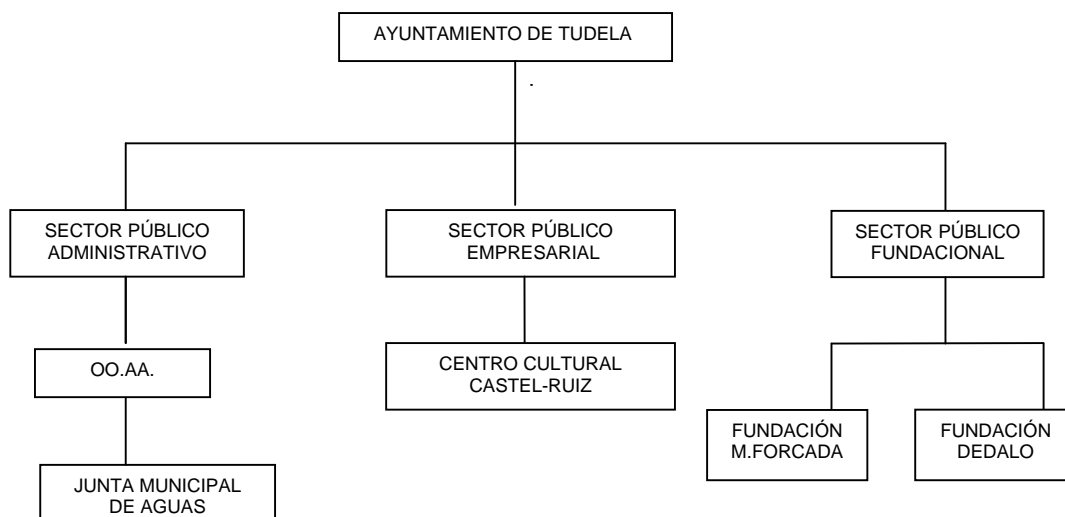 AYUNTAMIENTO DE TUDELA
.
SECTOR PÚBLICO
ADMINISTRATIVO
SECTOR PÚBLICO
EMPRESARIAL
SECTOR PÚBLICO
FUNDACIONAL
OO.AA.
CENTRO CULTURAL
CASTEL-RUIZ
FUNDACIÓN
M.FORCADA
FUNDACIÓN
DEDALO
JUNTA MUNICIPAL
DE AGUAS